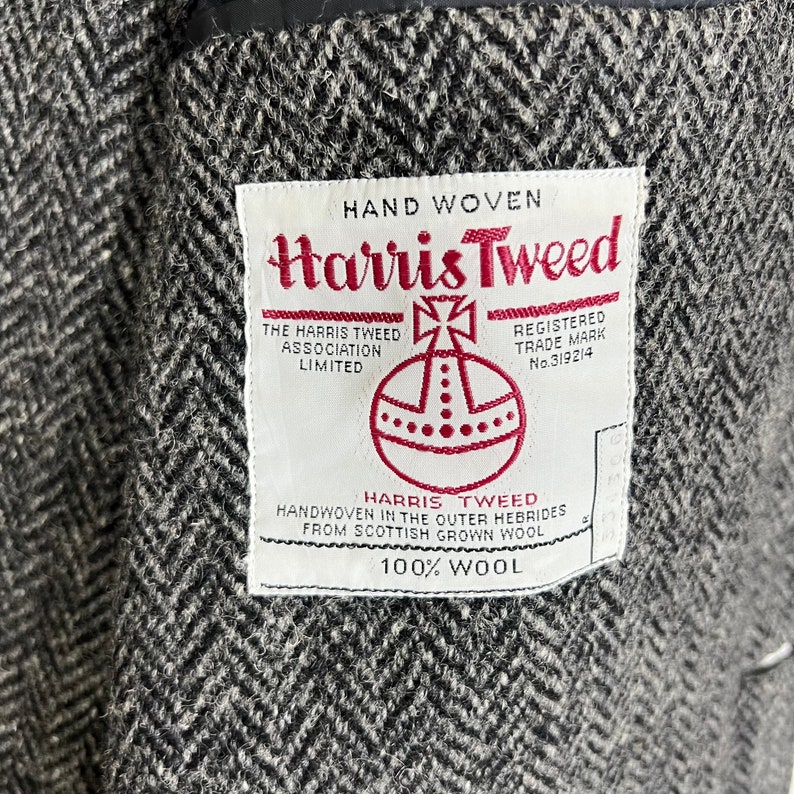 HAND WOVEN
Harris Tweed
THE HARRIS TWEED
ASSOCIATION
LIMITED
REGISTERED
TRADE MARK
No.319214
HARRIS TWEED
HANDWOVEN IN THE OUTER HEBRIDES
FROM SCOTTISH GROWN WOOL
R
100% WOOL